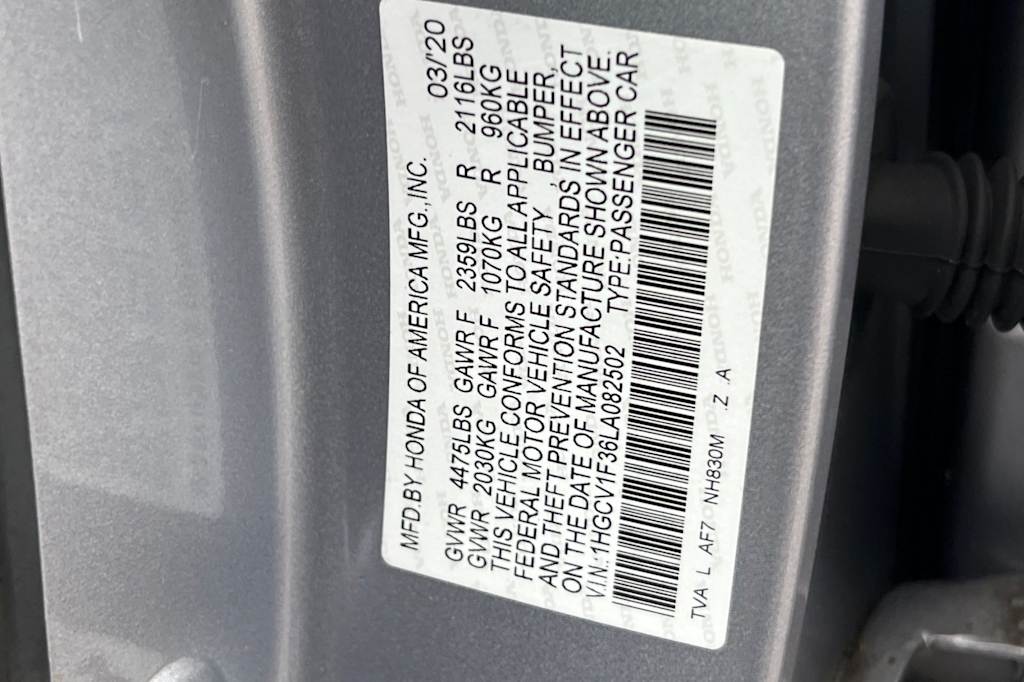 MFD.BY HONDA OF AMERICA MFG.,INC. 03/'20
GVWR 4475LBS GAWR F 2359LBS R 2116LBS
GVWR 2030KG GAWR F 1070KG R 960KG
THIS VEHICLE CONFORMS TO ALL APPLICABLE
FEDERAL MOTOR VEHICLE SAFETY , BUMPER,
AND THEFT PREVENTION STANDARDS IN EFFECT
ON THE DATE OF MANUFACTURE SHOWN ABOVE.
V.I.N.:1HGCV1F36LA082502 TYPE:PASSENGER CAR
TVA L AF7 NH830M .Z .A